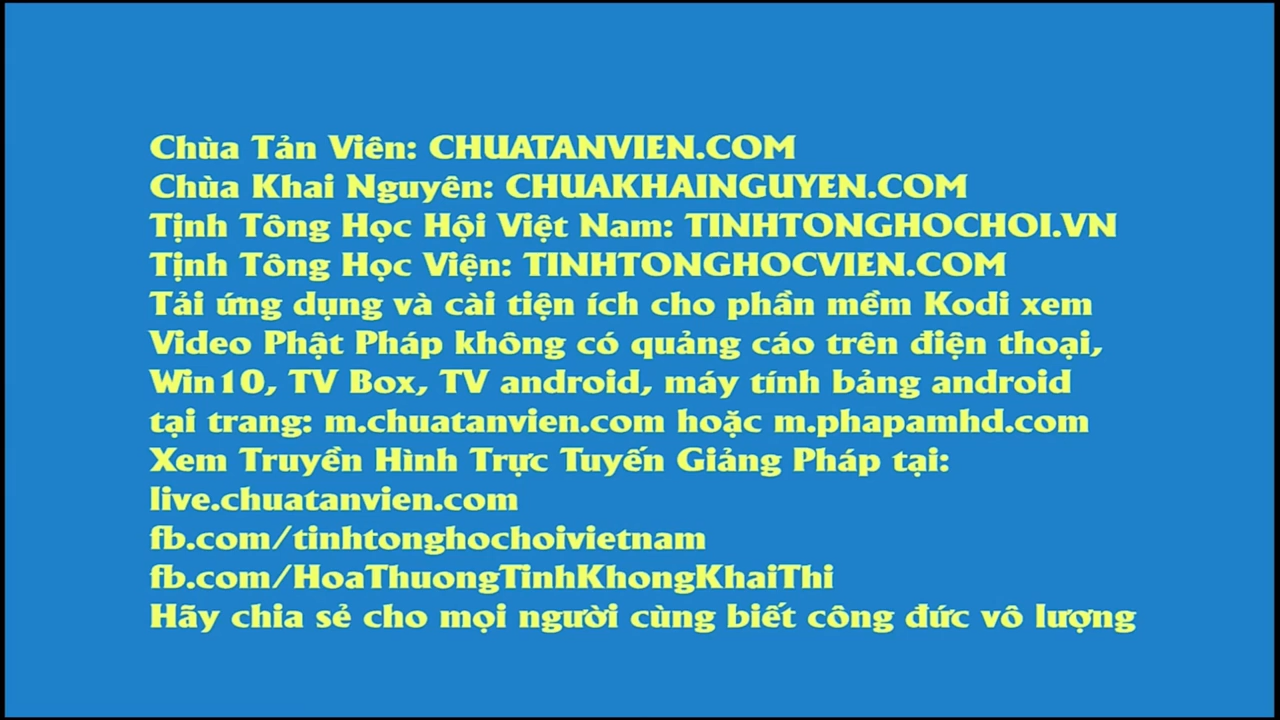 Chùa Tản Viên: CHUATANVIEN.COM
Chùa Khai Nguyên: CHUAKHAINGUYEN.COM
Tịnh Tông Học Hội Việt Nam: TINHTONGHOCHOI.VN
Tịnh Tông Học Viện: TINHTONGHOCVIEN.COM
Tải ứng dụng và cài tiện ích cho phần mềm Kodi xem
Video Phật Pháp không có quảng cáo trên điện thoại,
Win10, TV Box, TV android, máy tính bảng android
tại trang: m.chuatanvien.com hoặc m.phapamhd.com
Xem Truyền Hình Trực Tuyến Giảng Pháp tại:
live.chuatanvien.com
fb.com/tinhtonghochoivietnam
fb.com/HoaThuongTinhKhongKhaiThi
Hãy chia sẻ cho mọi người cùng biết công đức vô lượng